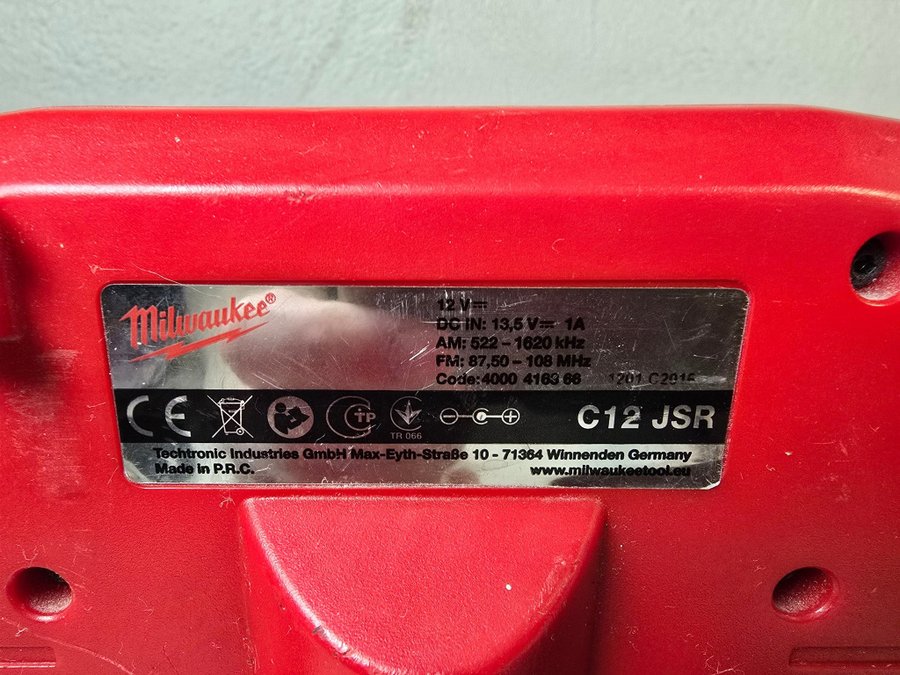 Milwaukee®
12 V
DC IN: 13,5 V 1A
AM: 522 – 1620 kHz
FM: 87,50 – 108 MHz
Code: 4000 4163 66
CE
TP
TR 066
C12 JSR
Techtronic Industries GmbH Max-Eyth-Straße 10 - 71364 Winnenden Germany
Made in P.R.C.
www.milwaukeetool.eu